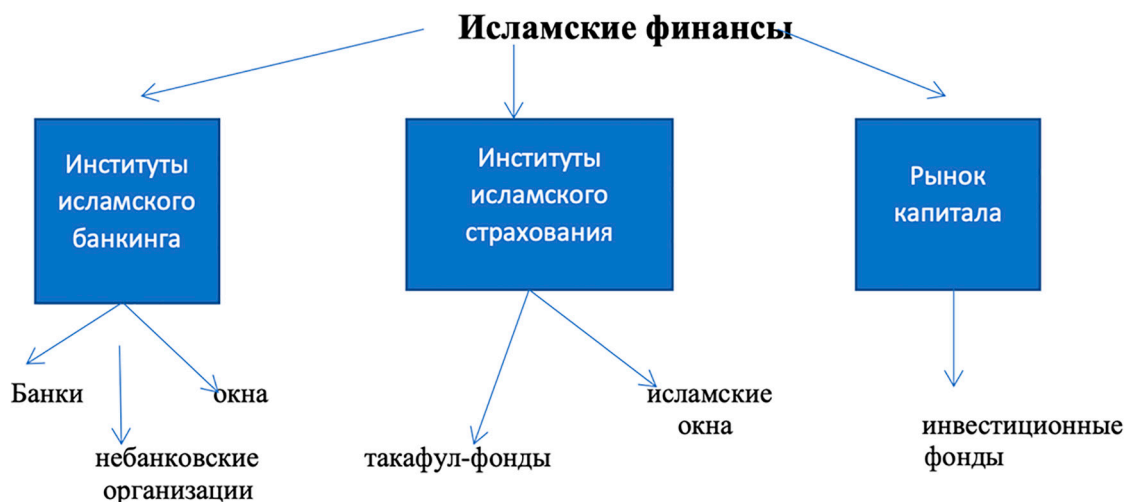 Исламские финансы
Институты
исламского
банкинга
Институты
исламского
страхования
Рынок
капитала
Банки
окна
небанковские
организации
такафул-фонды
исламские
окна
инвестиционные
фонды